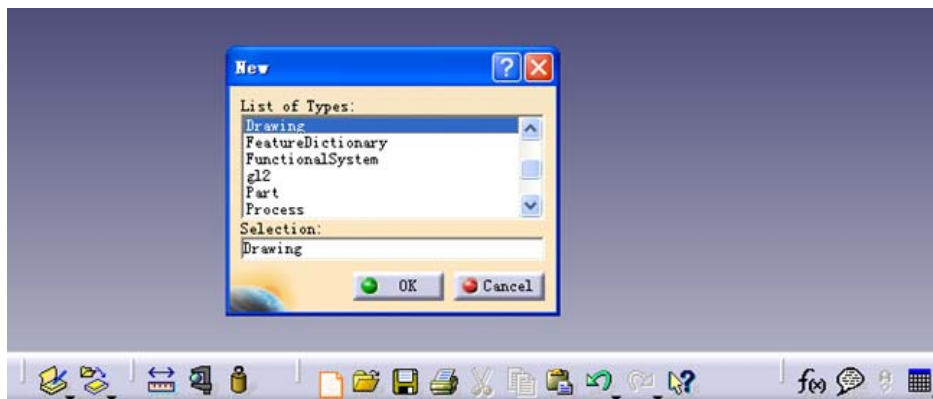 New
List of Types:
Drawing
FeatureDictionary
FunctionalSystem
gl2
Part
Process
Selection:
Drawing
OK
Cancel
f(x)